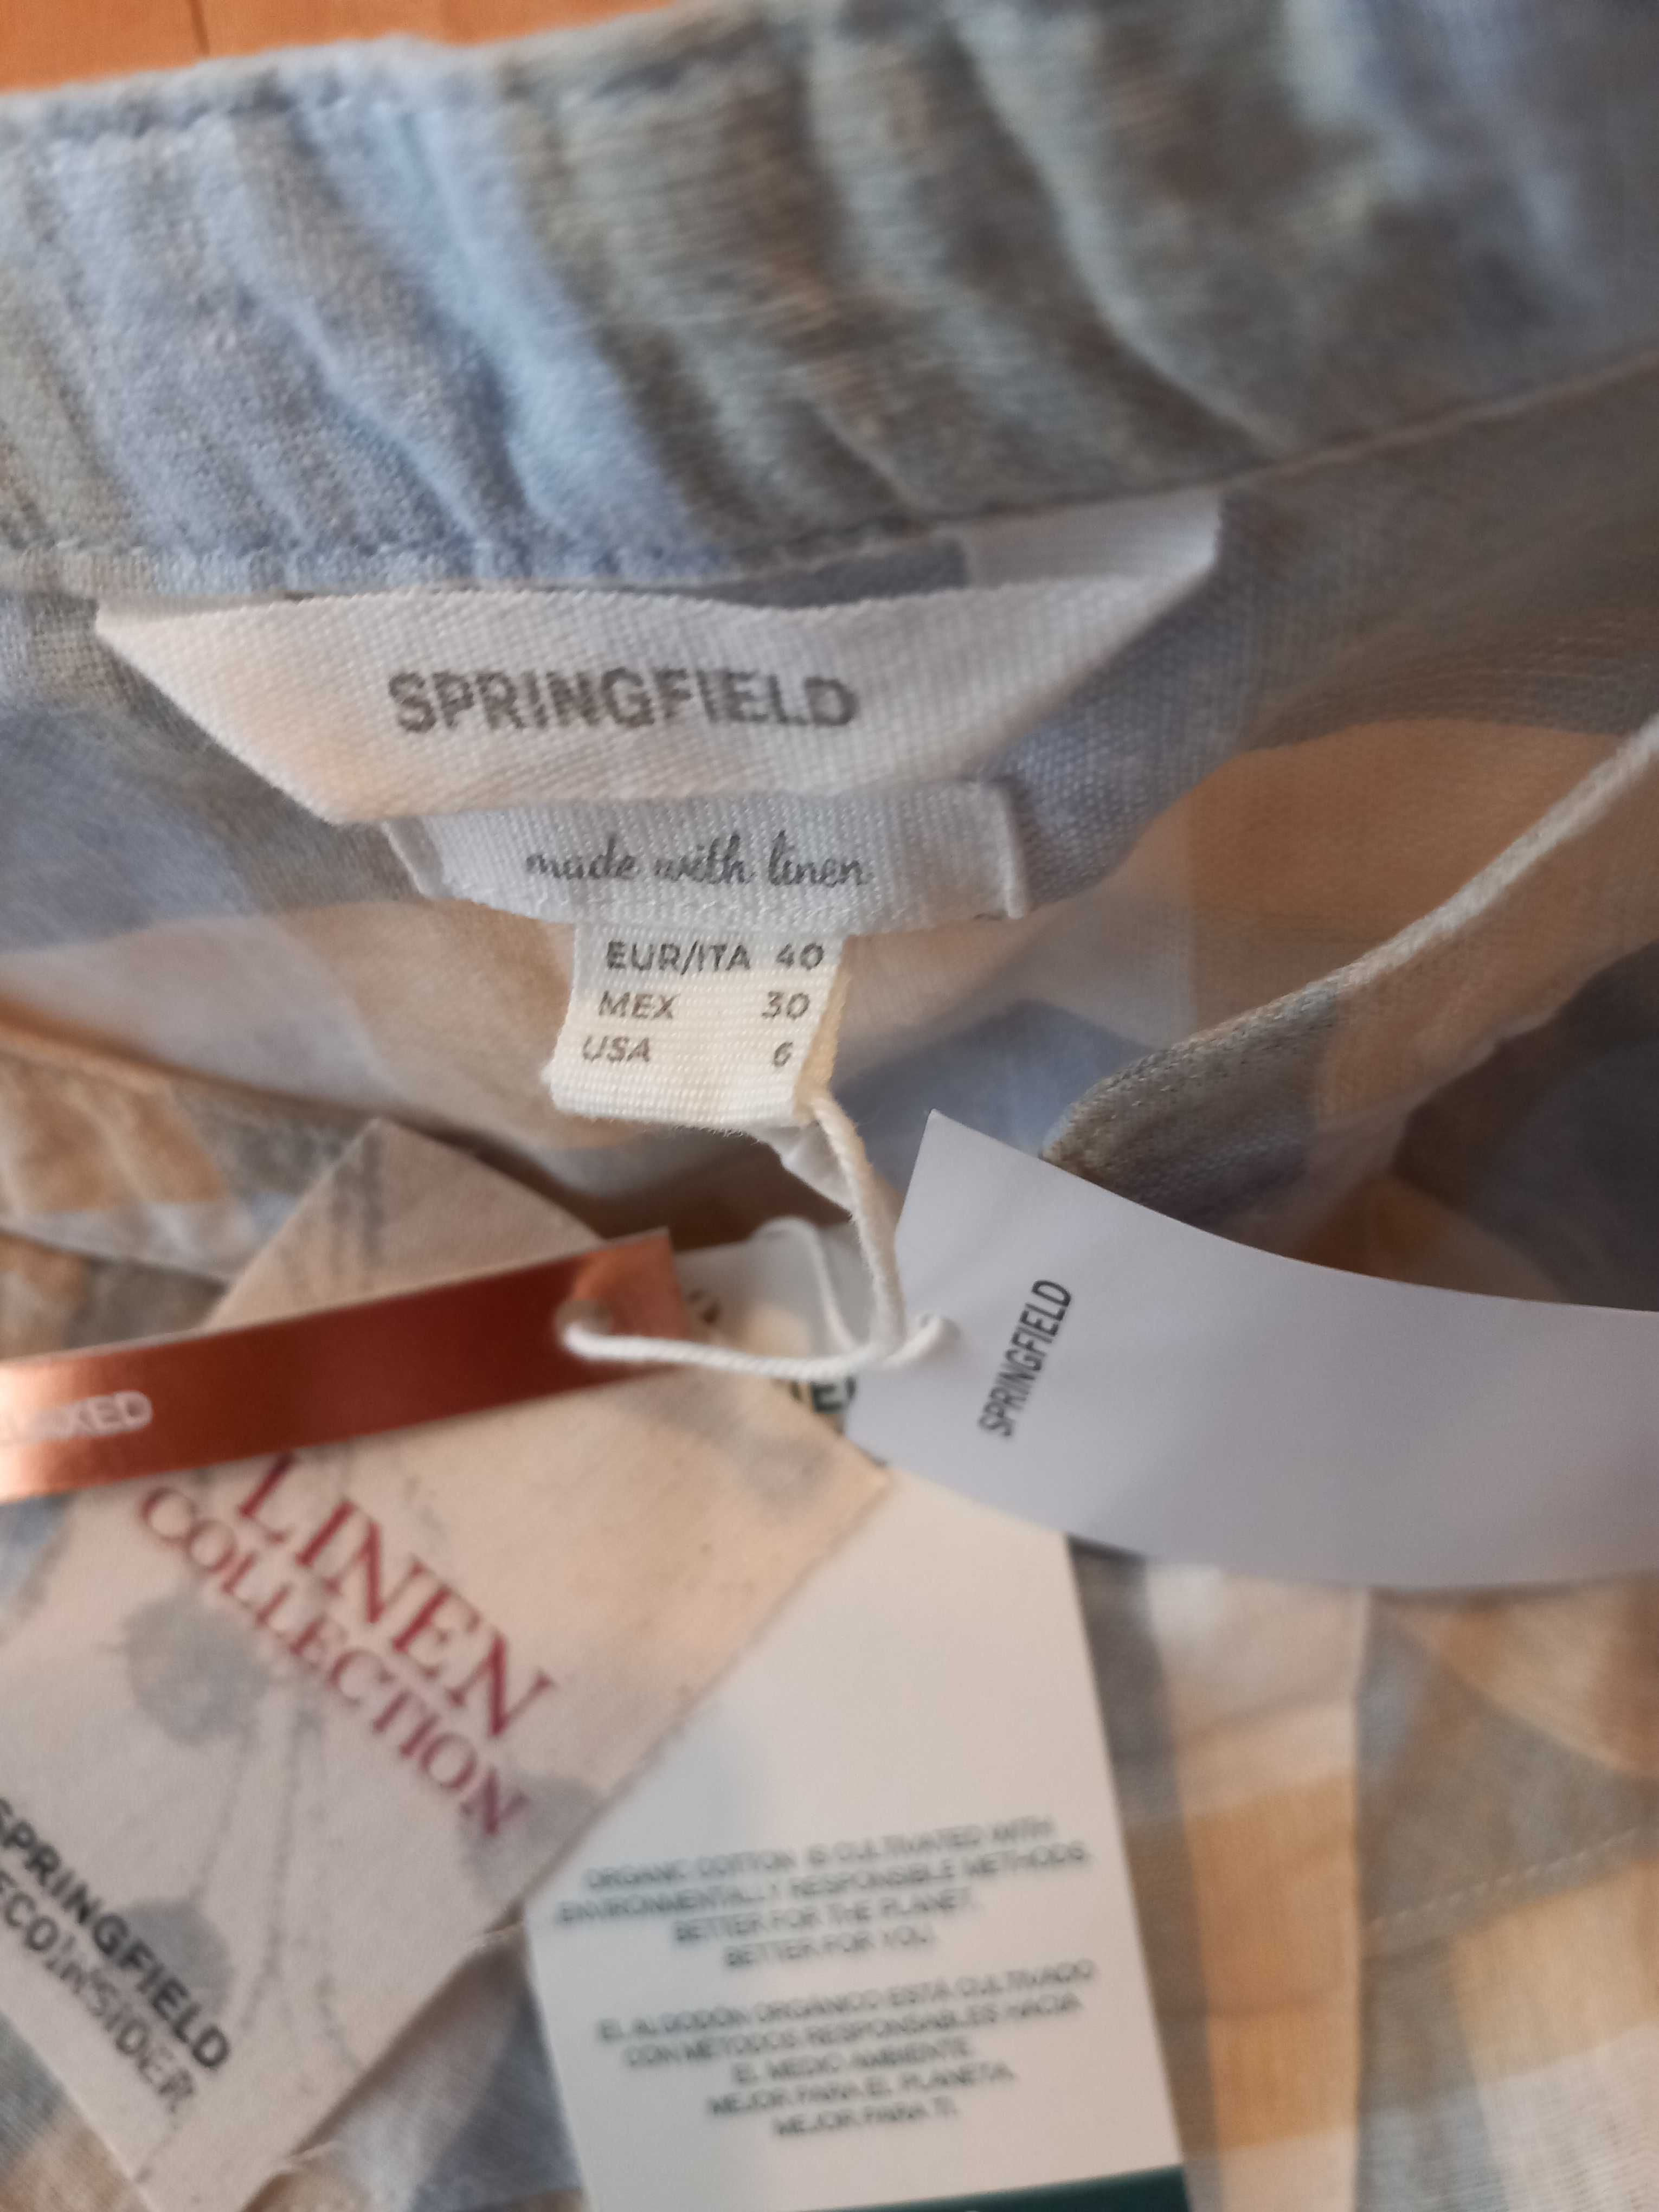 SPRINGFIELD
made with linen
EUR/ITA 40
MEX 30
USA 6
SPRINGFIELD
LINEN
COLLECTION
SPRINGFIELD
ECOINSIDER
ORGANIC COTTON IS CULTIVATED WITH
ENVIRONMENTALLY RESPONSIBLE METHODS.
BETTER FOR THE PLANET,
BETTER FOR YOU.
EL ALGODÓN ORGÁNICO ESTÁ CULTIVADO
CON MÉTODOS RESPONSABLES HACIA
EL MEDIO AMBIENTE.
MEJOR PARA EL PLANETA,
MEJOR PARA TI.